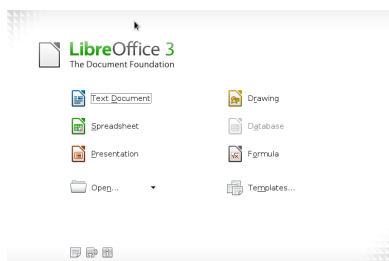 LibreOffice 3
The Document Foundation
Text Document
Drawing
Spreadsheet
Database
Presentation
Formula
Open...
Templates...